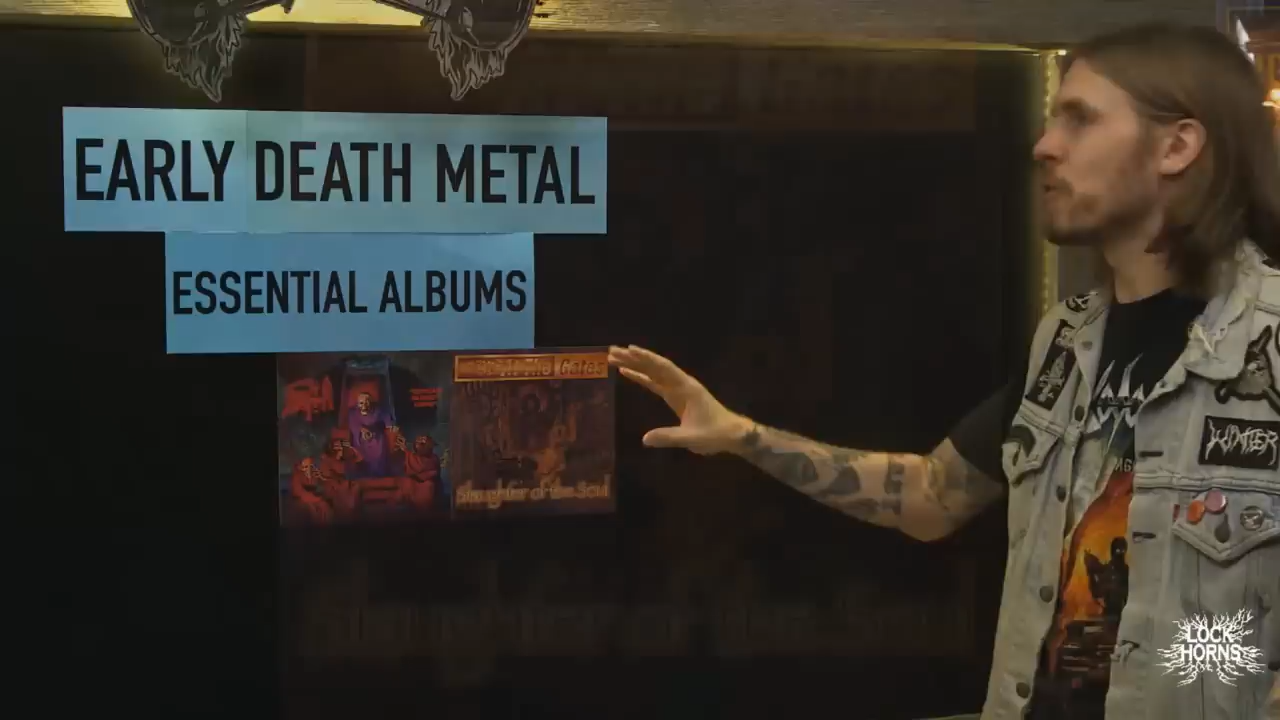 EARLY DEATH METAL
ESSENTIAL ALBUMS
At The Gates
Slaughter of the Soul
WINTER
LOCK
HORNS